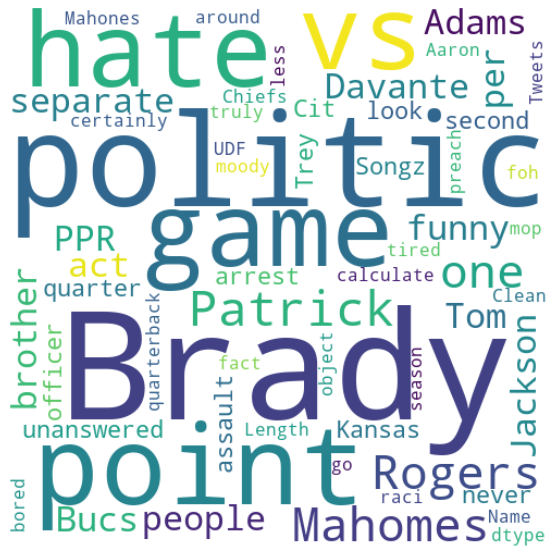 Mahones around
hate vs Adams
Aaron
less
Tweets
separate Chiefs Davante per
certainly truly Cit look second
UDF
moody Trey Songz preach foh
politic
game funny mop
PPR
act
arrest tired
calculate one
brother quarter Clean
officer Patrick Tom
quarterback
Brady
fact object season Jackson
unanswered assault Length Kansas
point go Rogers
raci never
bored Bucs people Mahomes Name
dtype